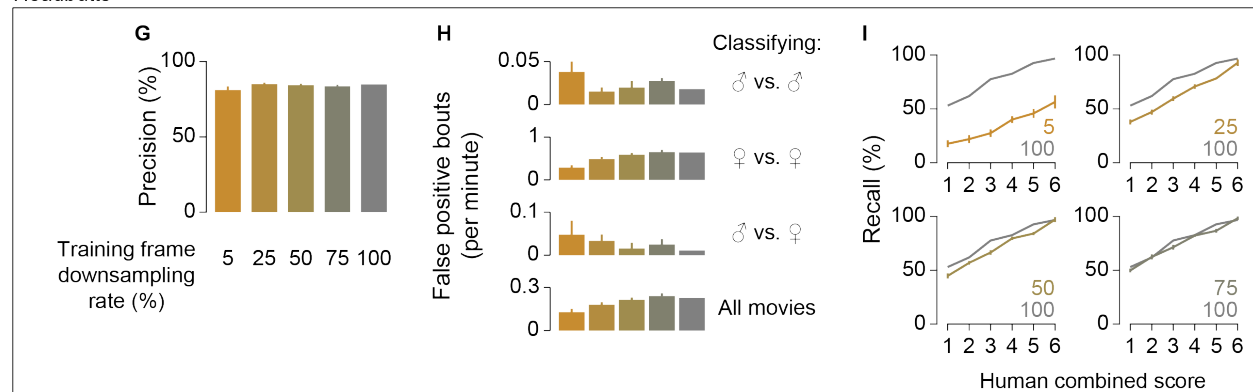 G
100
50
0
Precision (%)
Training frame
downsampling
rate (%)
5 25 50 75 100
H
Classifying:
False positive bouts
(per minute)
0.05
0
♂ vs. ♂
1
0
♀ vs. ♀
0.1
0
♂ vs. ♀
0.3
0
All movies
I
Recall (%)
100
50
0
5
100
1 2 3 4 5 6
100
50
0
25
100
1 2 3 4 5 6
100
50
0
50
100
1 2 3 4 5 6
100
50
0
75
100
1 2 3 4 5 6
Human combined score